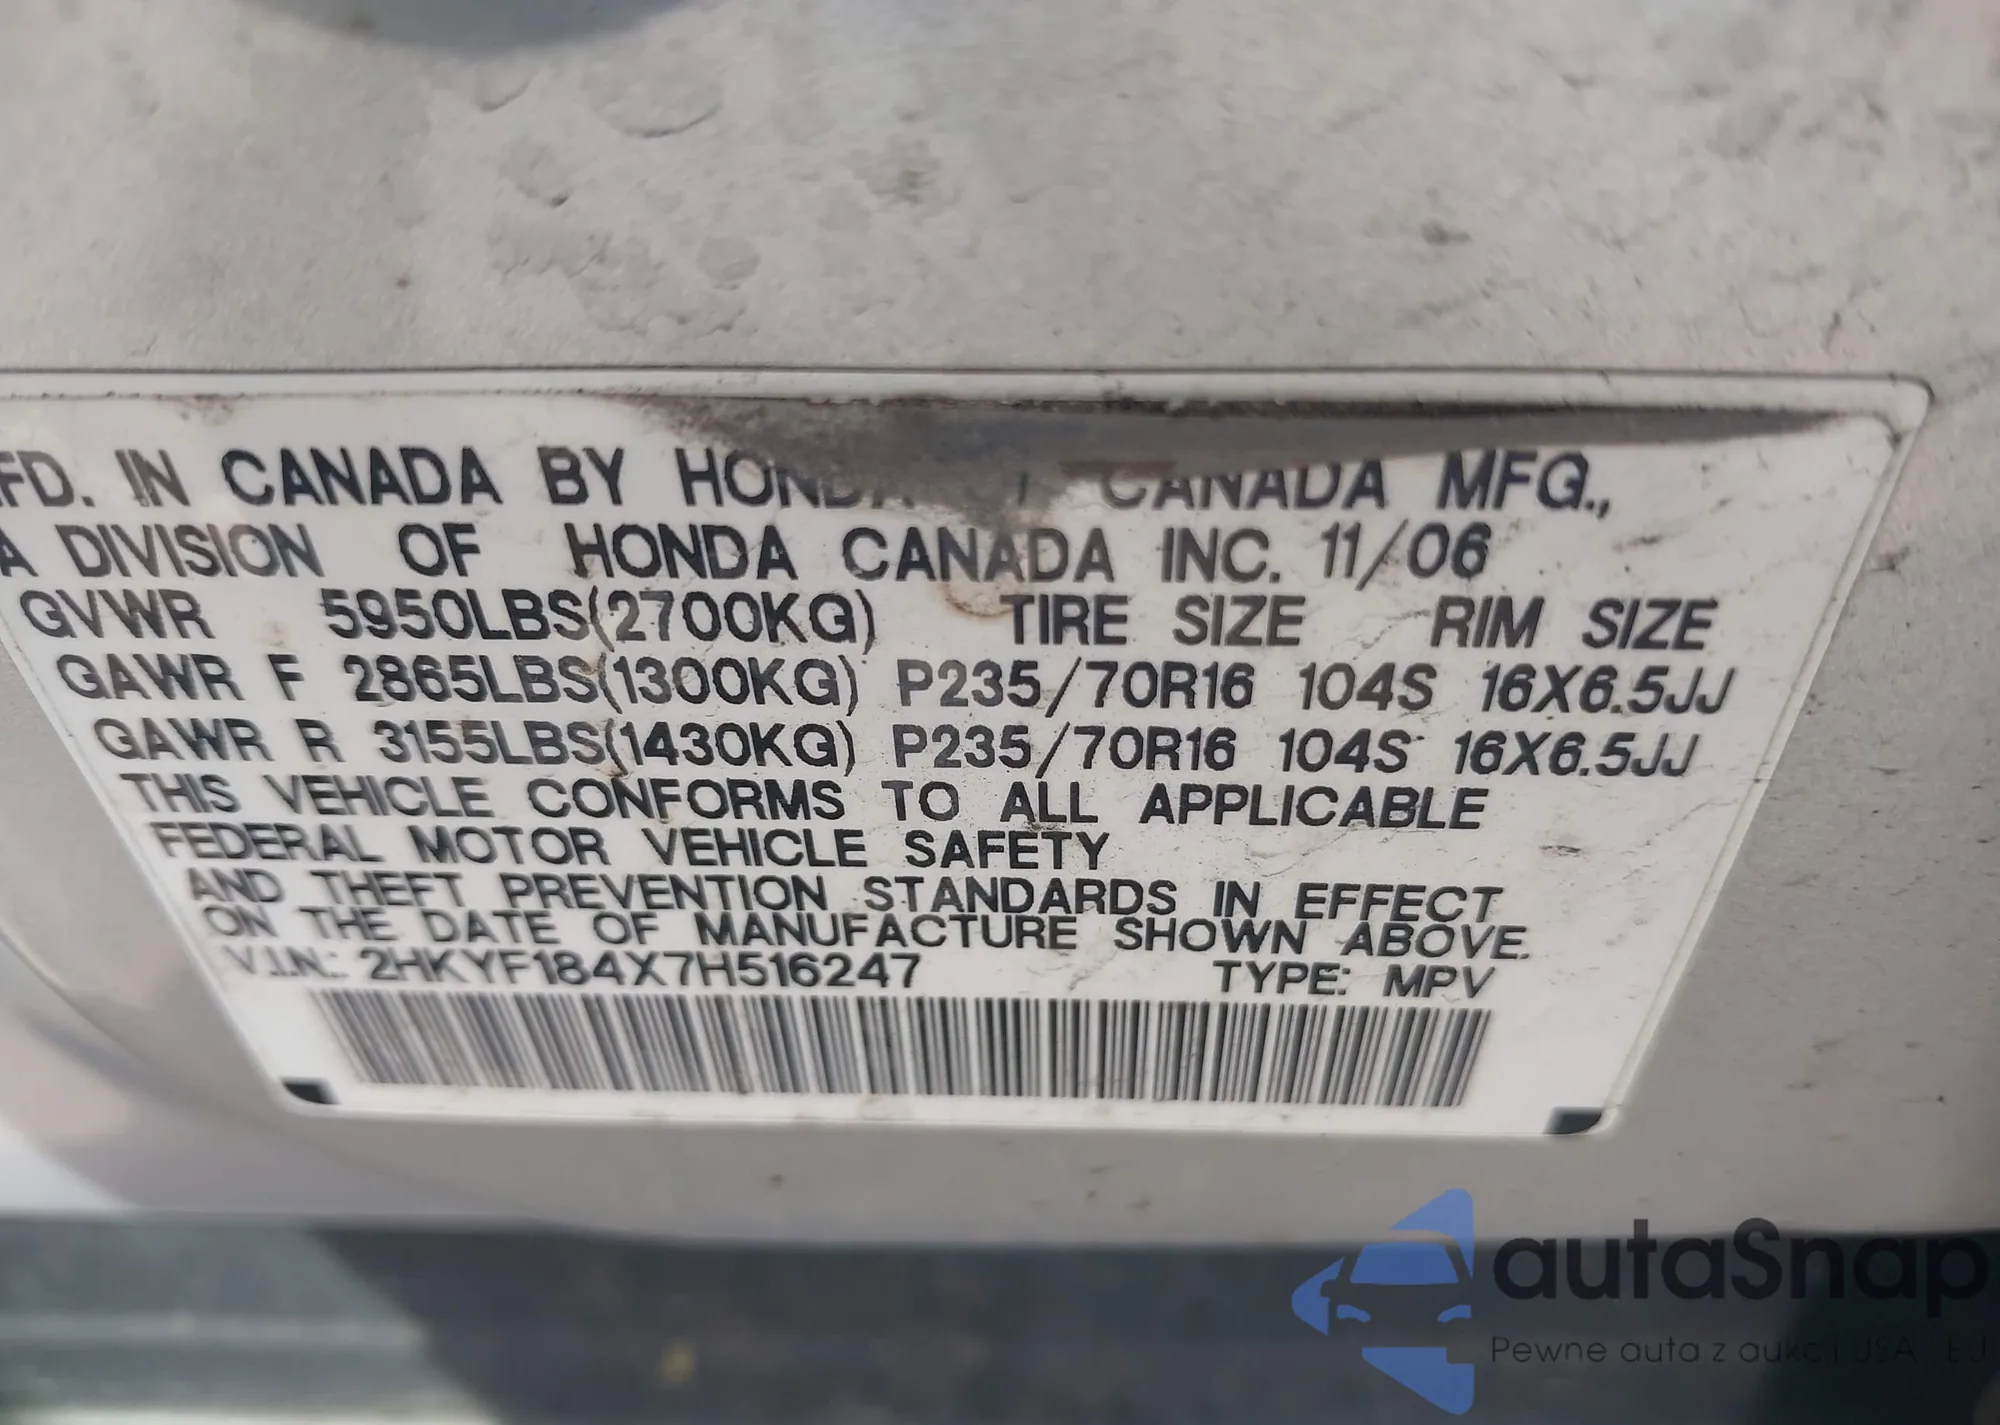 FD. IN CANADA BY HONDA OF CANADA MFG.,
A DIVISION OF HONDA CANADA INC. 11/06
GVWR 5950LBS(2700KG) TIRE SIZE RIM SIZE
GAWR F 2865LBS(1300KG) P235/70R16 104S 16X6.5JJ
GAWR R 3155LBS(1430KG) P235/70R16 104S 16X6.5JJ
THIS VEHICLE CONFORMS TO ALL APPLICABLE
FEDERAL MOTOR VEHICLE SAFETY
AND THEFT PREVENTION STANDARDS IN EFFECT
ON THE DATE OF MANUFACTURE SHOWN ABOVE.
V.I.N.: 2HKYF184X7H516247 TYPE: MPV
autaSnap
Pewne auta z aukcji USA i EU